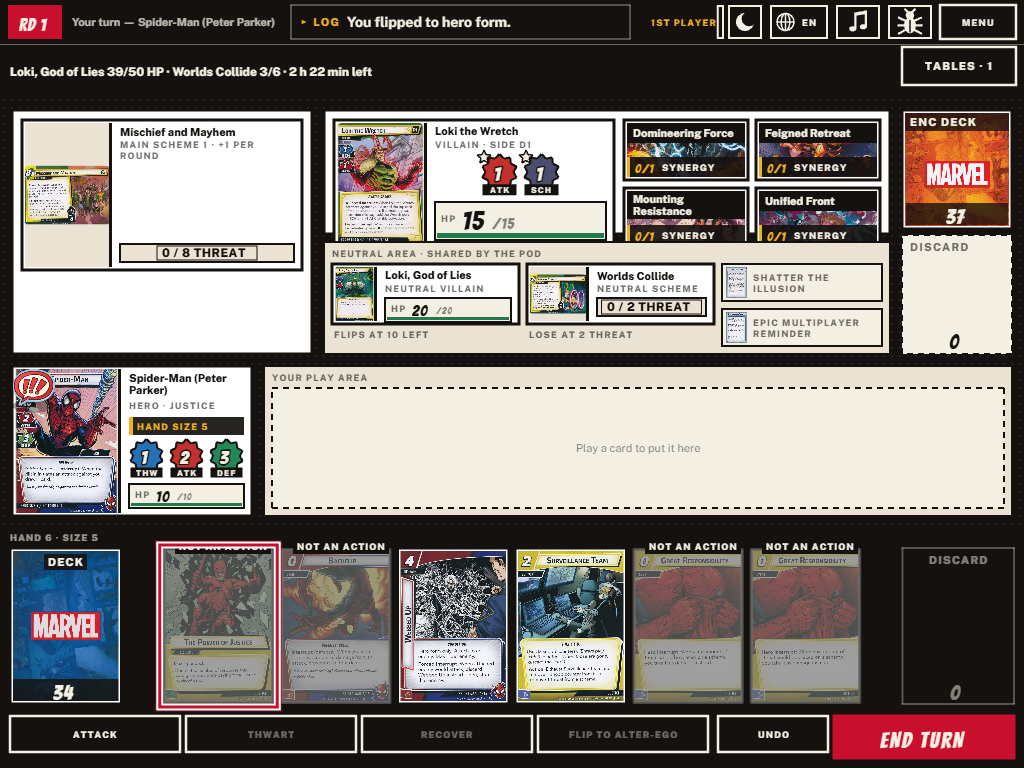 RD 1
Your turn — Spider-Man (Peter Parker)
▸ LOG You flipped to hero form.
1ST PLAYER
EN
MENU
Loki, God of Lies 39/50 HP · Worlds Collide 3/6 · 2 h 22 min left
TABLES · 1
Mischief and Mayhem
MAIN SCHEME 1 · +1 PER
ROUND
0 / 8 THREAT
Loki the Wretch
VILLAIN · SIDE D1
1 ATK
1 SCH
HP 15 /15
Domineering Force
0/1 SYNERGY
Feigned Retreat
0/1 SYNERGY
Mounting
Resistance
0/1 SYNERGY
Unified Front
0/1 SYNERGY
ENC DECK
MARVEL
37
NEUTRAL AREA · SHARED BY THE POD
Loki, God of Lies
NEUTRAL VILLAIN
HP 20 /20
FLIPS AT 10 LEFT
Worlds Collide
NEUTRAL SCHEME
0 / 2 THREAT
LOSE AT 2 THREAT
SHATTER THE
ILLUSION
EPIC MULTIPLAYER
REMINDER
DISCARD
0
Spider-Man (Peter
Parker)
HERO · JUSTICE
HAND SIZE 5
1 THW
2 ATK
3 DEF
HP 10 /10
YOUR PLAY AREA
Play a card to put it here
HAND 6 · SIZE 5
DECK
MARVEL
34
NOT AN ACTION
The Power of Justice
NOT AN ACTION
0
Backflip
4
Webbed Up
2
Surveillance Team
NOT AN ACTION
0
Great Responsibility
NOT AN ACTION
0
Great Responsibility
DISCARD
0
ATTACK
THWART
RECOVER
FLIP TO ALTER-EGO
UNDO
END TURN